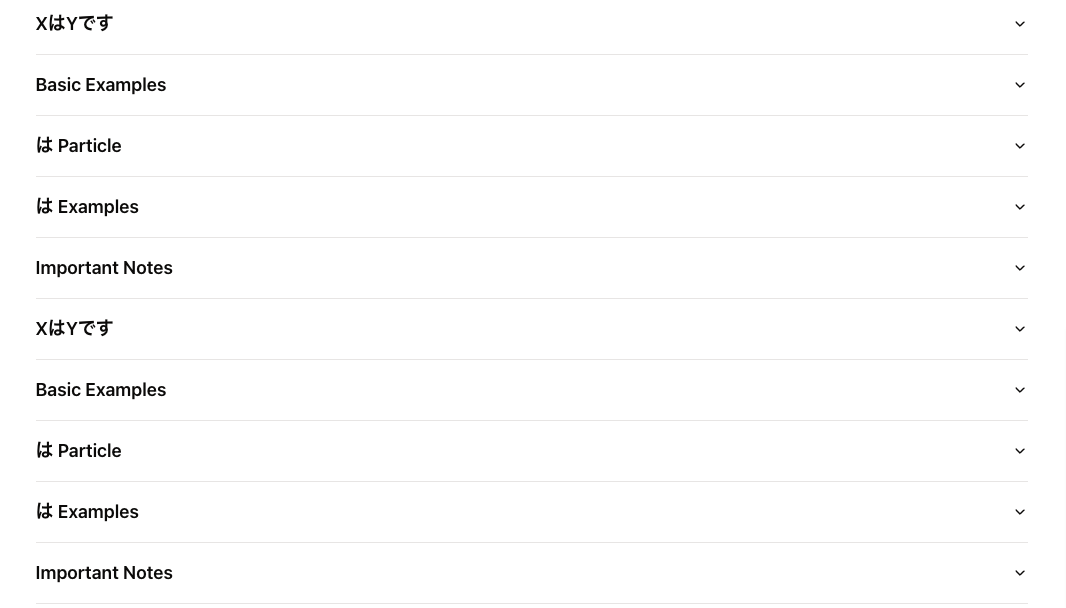 XはYです
Basic Examples
は Particle
は Examples
Important Notes
XはYです
Basic Examples
は Particle
は Examples
Important Notes